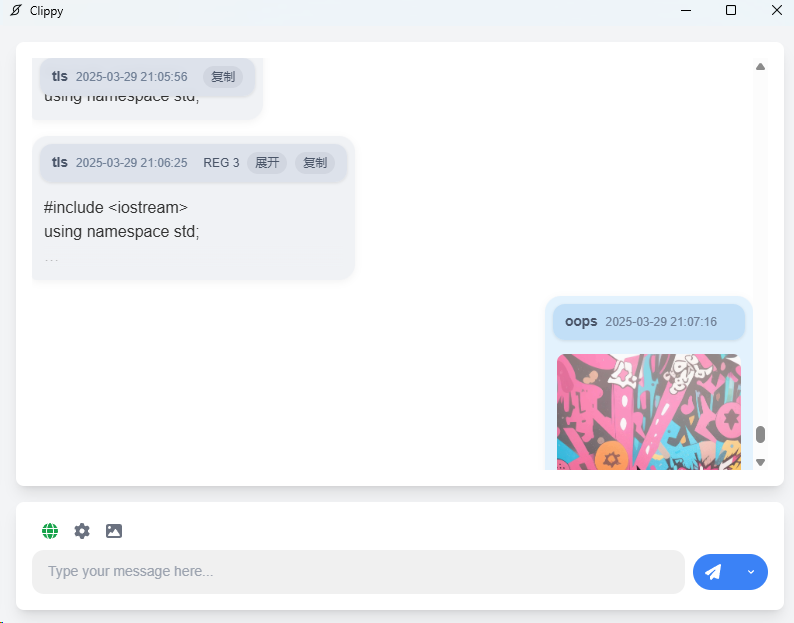 Clippy
tls 2025-03-29 21:05:56 复制
using namespace std;
tls 2025-03-29 21:06:25 REG 3 展开 复制
#include <iostream>
using namespace std;
...
oops 2025-03-29 21:07:16
Type your message here...